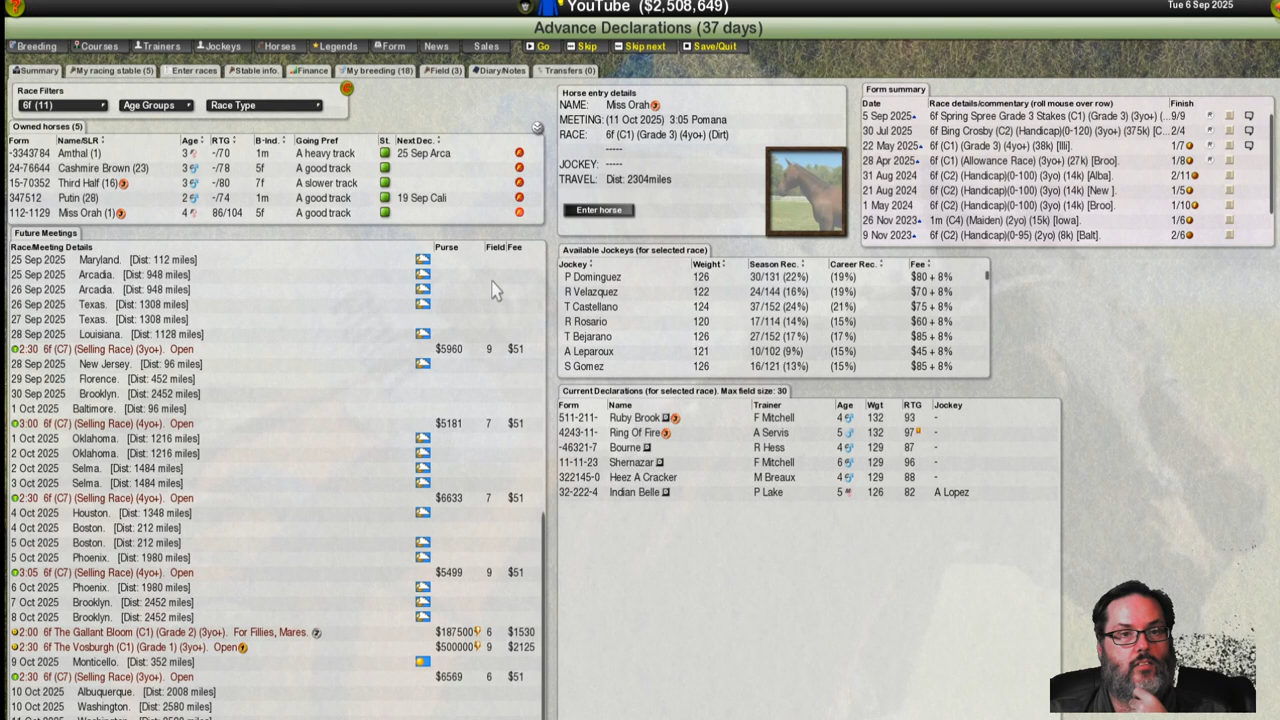 YouTube ($2,508,649)
Tue 6 Sep 2025
Advance Declarations (37 days)
Breeding Courses Trainers Jockeys Horses Legends Form News Sales Go Skip Skip next Save/Quit
Summary My racing stable (5) Enter races Stable info. Finance My breeding (18) Field (3) Diary/Notes Transfers (0)
Race Filters
6f (11) Age Groups Race Type
Owned horses (5)
Form Name/SLR Age RTG B-Ind. Going Pref St. Next Dec.
-3343784 Amthal (1) 3 -/70 1m A heavy track 25 Sep Arca
24-76644 Cashmire Brown (23) 3 -/78 5f A good track
15-70352 Third Half (16) 3 -/80 7f A slower track
347512 Putin (28) 2 -/74 1m A good track 19 Sep Cali
112-1129 Miss Orah (1) 4 86/104 5f A good track
Future Meetings
Race/Meeting Details Purse Field Fee
25 Sep 2025 Maryland. [Dist: 112 miles]
25 Sep 2025 Arcadia. [Dist: 948 miles]
26 Sep 2025 Arcadia. [Dist: 948 miles]
26 Sep 2025 Texas. [Dist: 1308 miles]
27 Sep 2025 Texas. [Dist: 1308 miles]
28 Sep 2025 Louisiana. [Dist: 1128 miles]
2:30 6f (C7) (Selling Race) (3yo+). Open $5960 9 $51
28 Sep 2025 New Jersey. [Dist: 96 miles]
29 Sep 2025 Florence. [Dist: 452 miles]
30 Sep 2025 Brooklyn. [Dist: 2452 miles]
1 Oct 2025 Baltimore. [Dist: 96 miles]
3:00 6f (C7) (Selling Race) (4yo+). Open $5181 7 $51
1 Oct 2025 Oklahoma. [Dist: 1216 miles]
2 Oct 2025 Oklahoma. [Dist: 1216 miles]
2 Oct 2025 Selma. [Dist: 1484 miles]
3 Oct 2025 Selma. [Dist: 1484 miles]
2:30 6f (C7) (Selling Race) (4yo+). Open $6633 7 $51
4 Oct 2025 Houston. [Dist: 1348 miles]
4 Oct 2025 Boston. [Dist: 212 miles]
5 Oct 2025 Boston. [Dist: 212 miles]
5 Oct 2025 Phoenix. [Dist: 1980 miles]
3:05 6f (C7) (Selling Race) (4yo+). Open $5499 9 $51
6 Oct 2025 Phoenix. [Dist: 1980 miles]
7 Oct 2025 Brooklyn. [Dist: 2452 miles]
8 Oct 2025 Brooklyn. [Dist: 2452 miles]
2:00 6f The Gallant Bloom (C1) (Grade 2) (3yo+). For Fillies, Mares. $187500 6 $1530
2:30 6f The Vosburgh (C1) (Grade 1) (3yo+). Open $500000 9 $2125
9 Oct 2025 Monticello. [Dist: 352 miles]
2:30 6f (C7) (Selling Race) (3yo+). Open $6569 6 $51
10 Oct 2025 Albuquerque. [Dist: 2008 miles]
10 Oct 2025 Washington. [Dist: 2580 miles]
Horse entry details
NAME: Miss Orah
MEETING: (11 Oct 2025) 3:05 Pomana
RACE: 6f (C1) (Grade 3) (4yo+) (Dirt)
-----
JOCKEY: -----
TRAVEL: Dist: 2304miles
Enter horse
Form summary
Date Race details/commentary (roll mouse over row) Finish
5 Sep 2025 6f Spring Spree Grade 3 Stakes (C1) (Grade 3) (3yo+) (... 9/9
30 Jul 2025 6f Bing Crosby (C2) (Handicap)(0-120) (3yo+) (375k) [C... 2/4
22 May 2025 6f (C1) (Grade 3) (4yo+) (38k) [Illi]. 1/7
28 Apr 2025 6f (C1) (Allowance Race) (3yo+) (27k) [Broo]. 1/8
31 Aug 2024 6f (C2) (Handicap)(0-100) (3yo) (14k) [Alba]. 2/11
21 Aug 2024 6f (C2) (Handicap)(0-100) (3yo) (14k) [New ]. 1/5
1 May 2024 6f (C2) (Handicap)(0-100) (3yo) (14k) [Broo]. 1/10
26 Nov 2023 1m (C4) (Maiden) (2yo) (15k) [Iowa]. 1/6
9 Nov 2023 6f (C2) (Handicap)(0-95) (2yo) (8k) [Balt]. 2/6
Available Jockeys (for selected race)
Jockey Weight Season Rec. Career Rec. Fee
P Dominguez 126 30/131 (22%) (19%) $80 + 8%
R Velazquez 122 24/144 (16%) (19%) $70 + 8%
T Castellano 124 37/152 (24%) (21%) $75 + 8%
R Rosario 120 17/114 (14%) (15%) $60 + 8%
T Bejarano 126 27/152 (17%) (17%) $85 + 8%
A Leparoux 121 10/102 (9%) (15%) $45 + 8%
S Gomez 126 16/121 (13%) (15%) $85 + 8%
Current Declarations (for selected race). Max field size: 30
Form Name Trainer Age Wgt RTG Jockey
511-211- Ruby Brook F Mitchell 4 132 93 -
4243-11- Ring Of Fire A Servis 5 132 97 -
-46321-7 Bourne R Hess 4 129 87 -
11-11-23 Shernazar F Mitchell 6 129 96 -
322145-0 Heez A Cracker M Breaux 4 129 88 -
32-222-4 Indian Belle P Lake 5 126 82 A Lopez